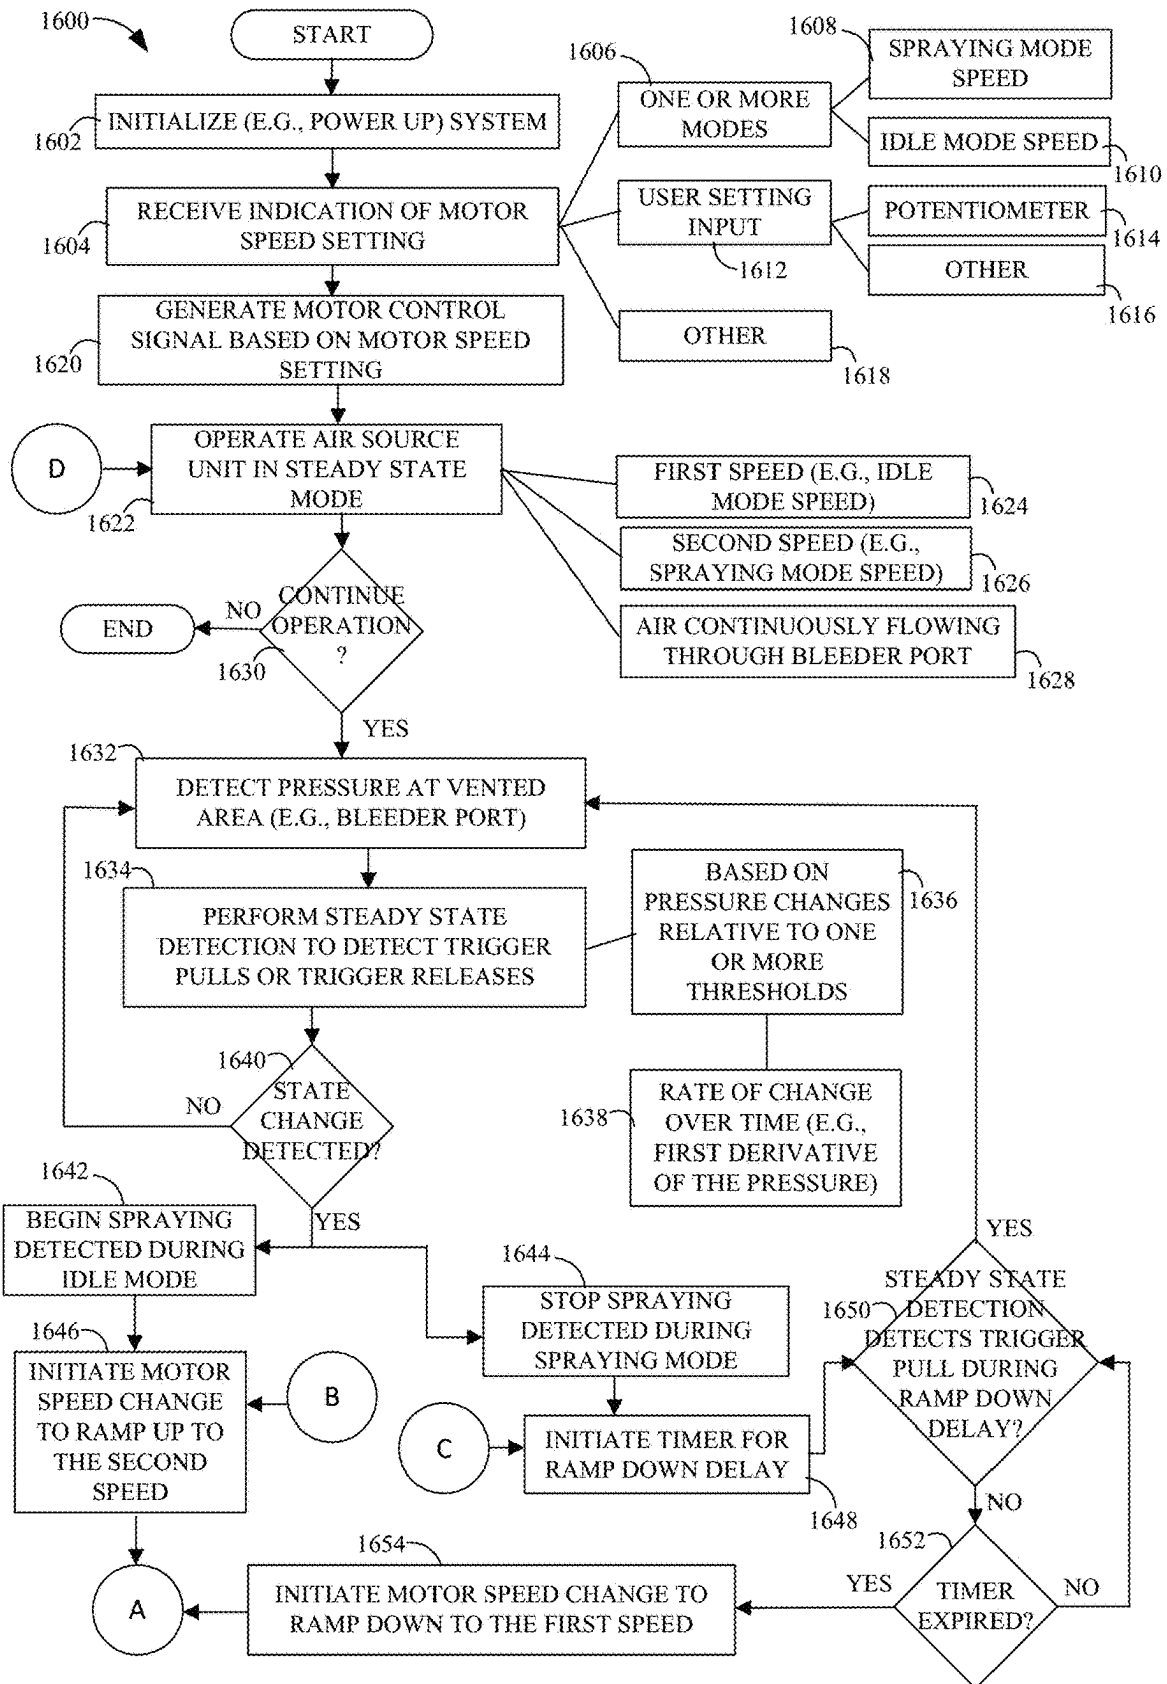 1600
START
1602
INITIALIZE (E.G., POWER UP) SYSTEM
1604
RECEIVE INDICATION OF MOTOR
SPEED SETTING
1606
ONE OR MORE
MODES
1608
SPRAYING MODE
SPEED
IDLE MODE SPEED
1610
USER SETTING
INPUT
1612
POTENTIOMETER
1614
OTHER
1616
OTHER
1618
GENERATE MOTOR CONTROL
SIGNAL BASED ON MOTOR SPEED
SETTING
1620
D
OPERATE AIR SOURCE
UNIT IN STEADY STATE
MODE
1622
FIRST SPEED (E.G., IDLE
MODE SPEED)
1624
SECOND SPEED (E.G.,
SPRAYING MODE SPEED)
1626
AIR CONTINUOUSLY FLOWING
THROUGH BLEEDER PORT
1628
CONTINUE
OPERATION
?
1630
NO
END
YES
1632
DETECT PRESSURE AT VENTED
AREA (E.G., BLEEDER PORT)
1634
PERFORM STEADY STATE
DETECTION TO DETECT TRIGGER
PULLS OR TRIGGER RELEASES
BASED ON
PRESSURE CHANGES
RELATIVE TO ONE
OR MORE
THRESHOLDS
1636
1638
RATE OF CHANGE
OVER TIME (E.G.,
FIRST DERIVATIVE
OF THE PRESSURE)
1640
STATE
CHANGE
DETECTED?
NO
YES
1642
BEGIN SPRAYING
DETECTED DURING
IDLE MODE
1644
STOP SPRAYING
DETECTED DURING
SPRAYING MODE
1646
INITIATE MOTOR
SPEED CHANGE
TO RAMP UP TO
THE SECOND
SPEED
B
C
INITIATE TIMER FOR
RAMP DOWN DELAY
1648
YES
1650
STEADY STATE
DETECTION
DETECTS TRIGGER
PULL DURING
RAMP DOWN
DELAY?
NO
1652
TIMER
EXPIRED?
YES
NO
1654
INITIATE MOTOR SPEED CHANGE TO
RAMP DOWN TO THE FIRST SPEED
A